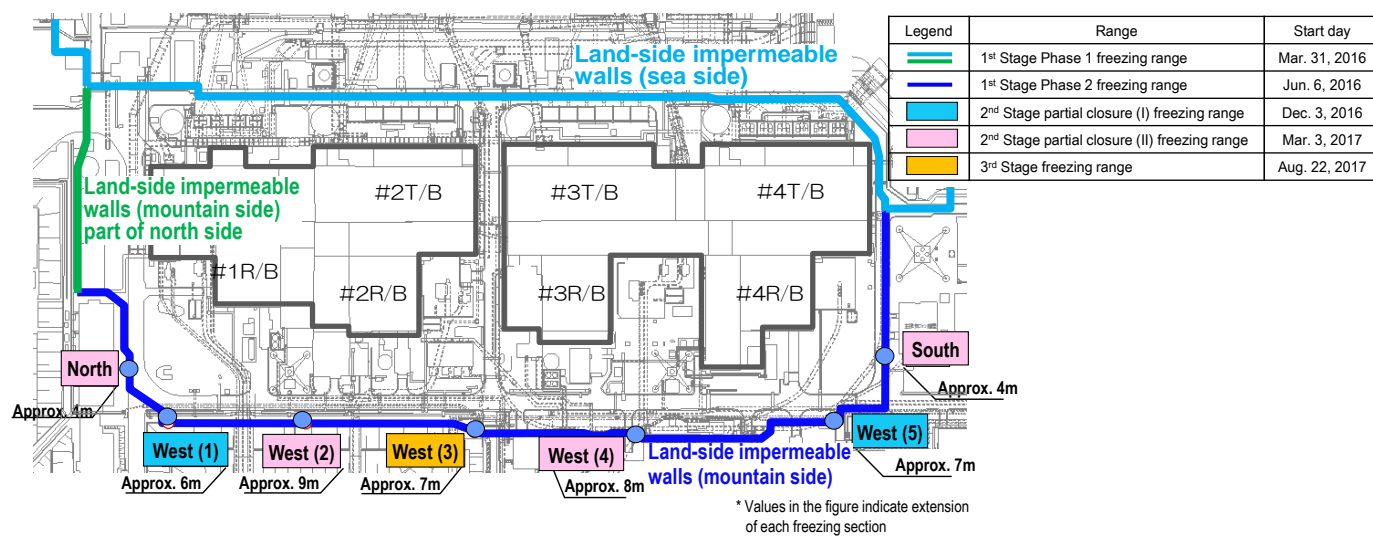 Land-side impermeable
walls (sea side)
Legend Range Start day
1st Stage Phase 1 freezing range Mar. 31, 2016
1st Stage Phase 2 freezing range Jun. 6, 2016
2nd Stage partial closure (I) freezing range Dec. 3, 2016
2nd Stage partial closure (II) freezing range Mar. 3, 2017
3rd Stage freezing range Aug. 22, 2017
Land-side impermeable
walls (mountain side)
part of north side
#2T/B
#3T/B
#4T/B
#1R/B
#2R/B
#3R/B
#4R/B
North
Approx. 4m
South
Approx. 4m
West (1)
Approx. 6m
West (2)
Approx. 9m
West (3)
Approx. 7m
West (4)
Approx. 8m
West (5)
Approx. 7m
Land-side impermeable
walls (mountain side)
* Values in the figure indicate extension
of each freezing section